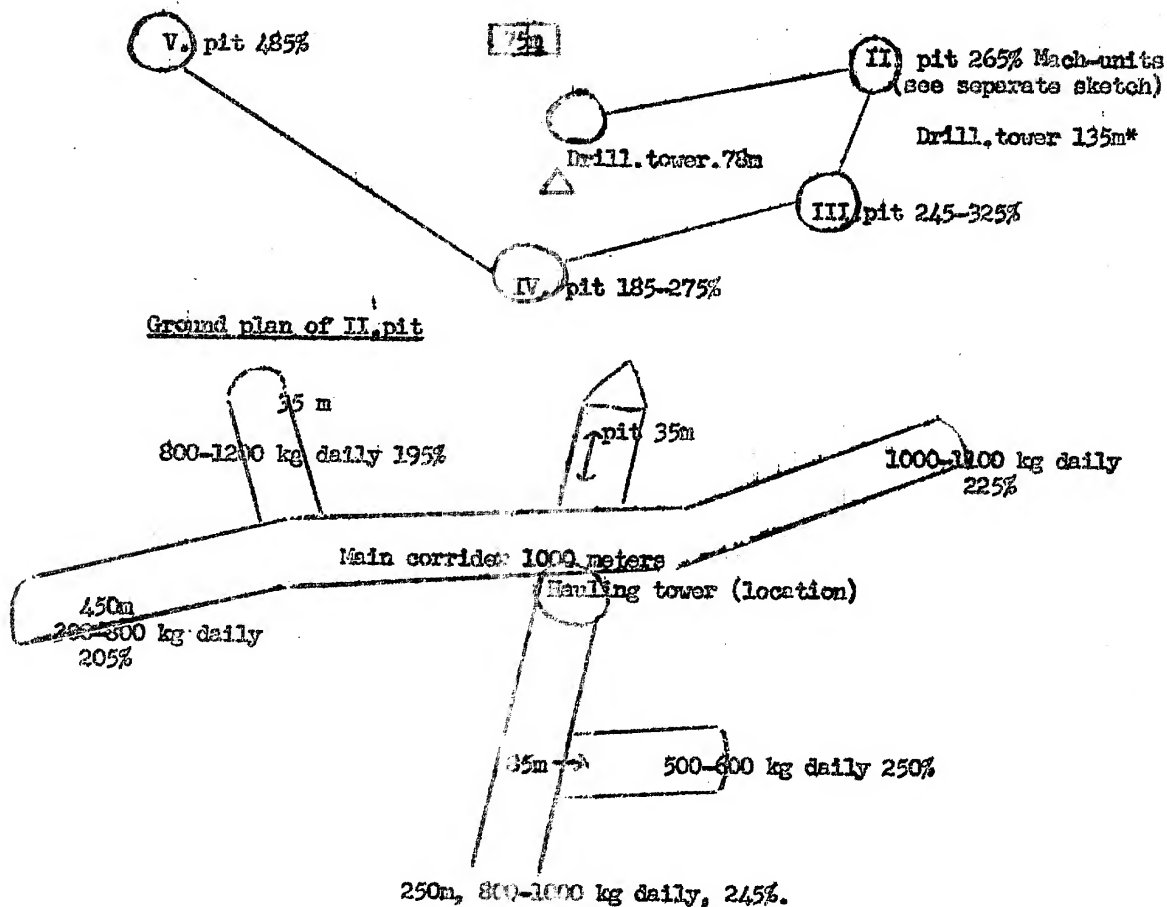 V. pit 485%
75m
II. pit 265% Mach-units
(see separate sketch)
Drill.tower 135m*
Drill.tower.78m
III.pit 245-325%
IV. pit 185-275%
Ground plan of II.pit
35 m
800-1200 kg daily 195%
pit 35m
1000-1100 kg daily
225%
Main corridor 1000 meters
Hauling tower (location)
450m
kg daily
205%
500-600 kg daily 250%
250m, 800-1000 kg daily, 245%.